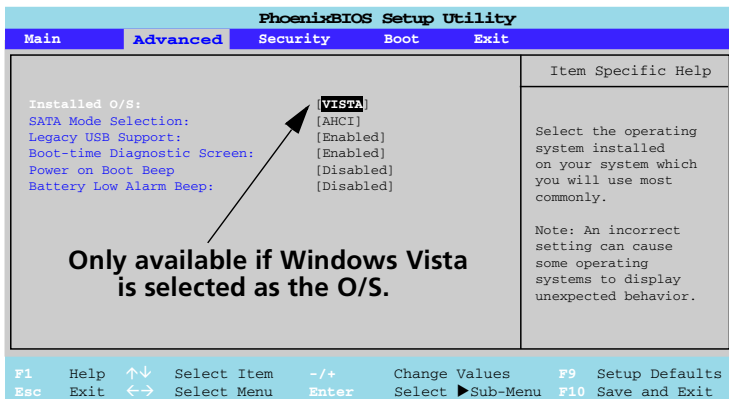 PhoenixBIOS Setup Utility
Main Advanced Security Boot Exit
Item Specific Help
Installed O/S: [VISTA]
SATA Mode Selection: [AHCI]
Legacy USB Support: [Enabled]
Boot-time Diagnostic Screen: [Enabled]
Power on Boot Beep [Disabled]
Battery Low Alarm Beep: [Disabled]
Select the operating
system installed
on your system which
you will use most
commonly.
Note: An incorrect
setting can cause
some operating
systems to display
unexpected behavior.
Only available if Windows Vista
is selected as the O/S.
F1 Help ↑↓ Select Item -/+ Change Values F9 Setup Defaults
Esc Exit ←→ Select Menu Enter Select ▶Sub-Menu F10 Save and Exit